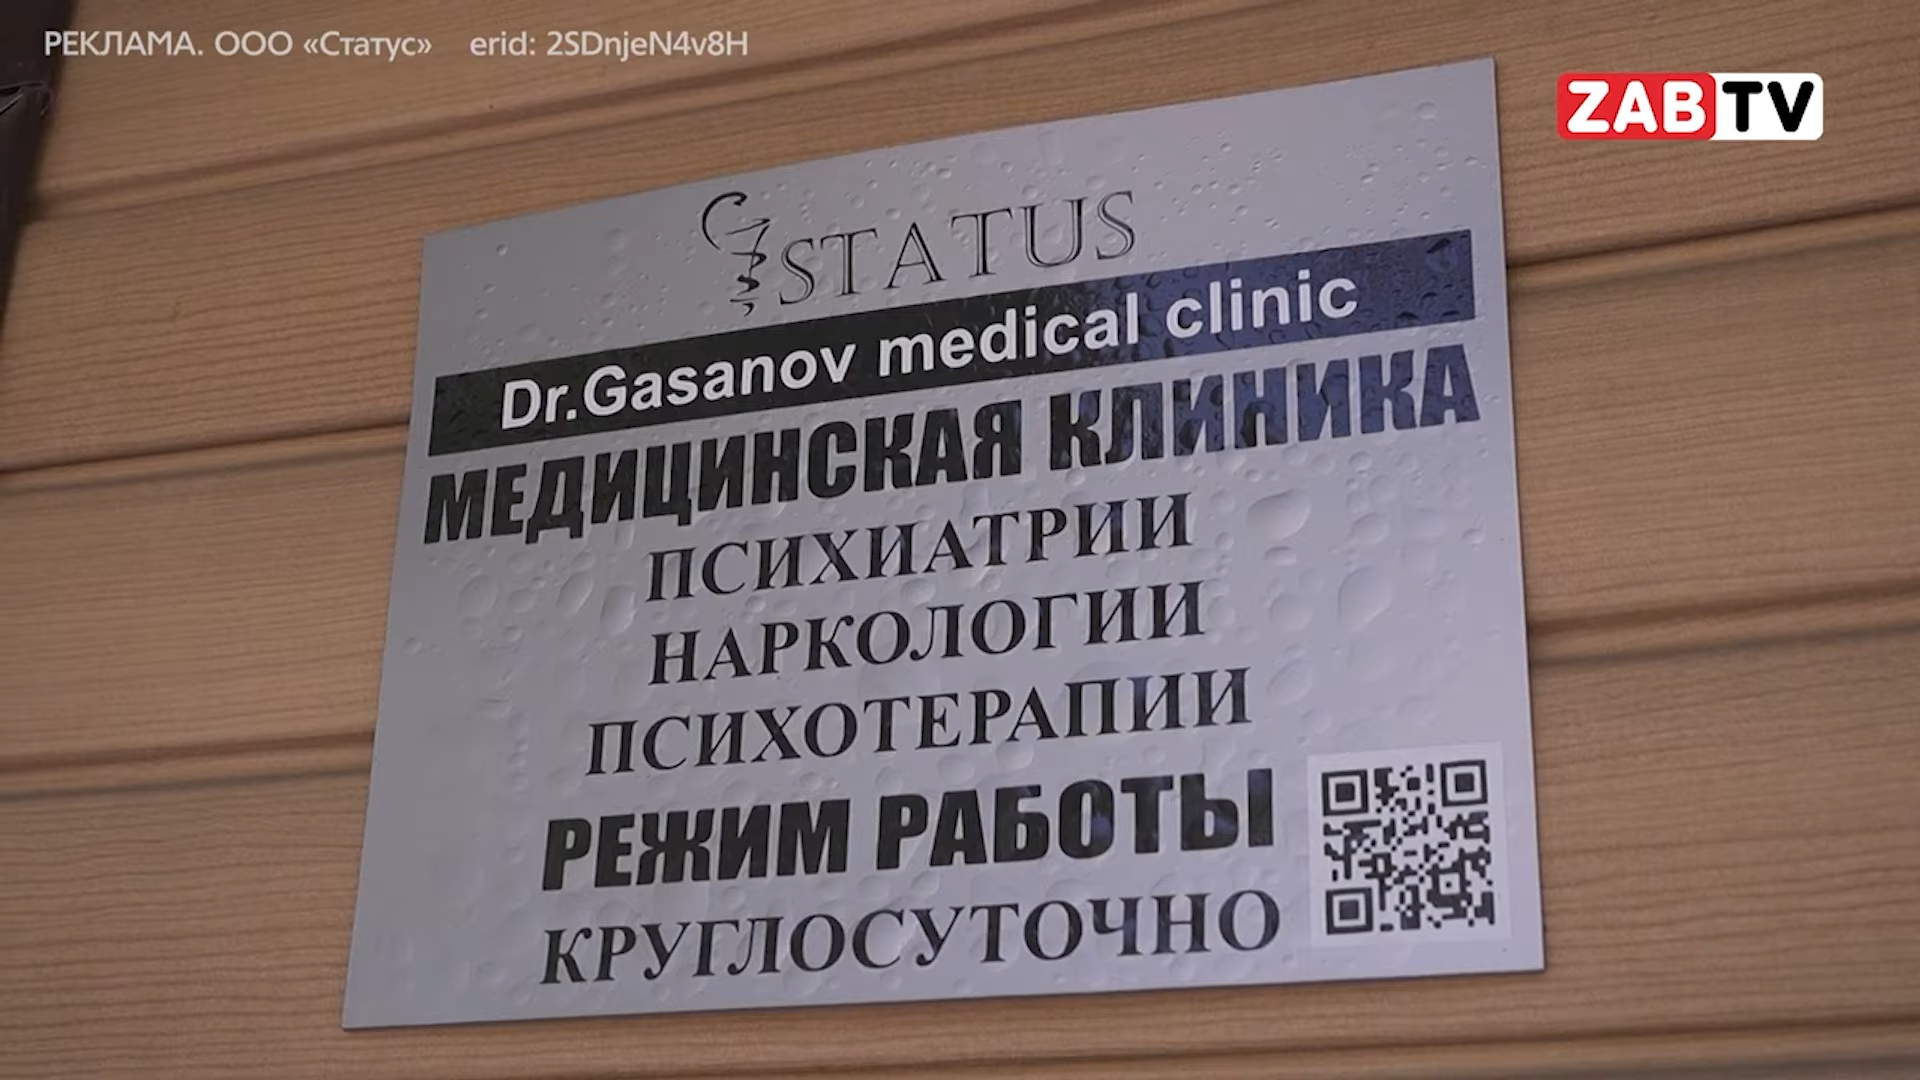 РЕКЛАМА. ООО «Статус» erid: 2SDnjeN4v8H
ZABTV
STATUS
Dr.Gasanov medical clinic
МЕДИЦИНСКАЯ КЛИНИКА
ПСИХИАТРИИ
НАРКОЛОГИИ
ПСИХОТЕРАПИИ
РЕЖИМ РАБОТЫ
КРУГЛОСУТОЧНО